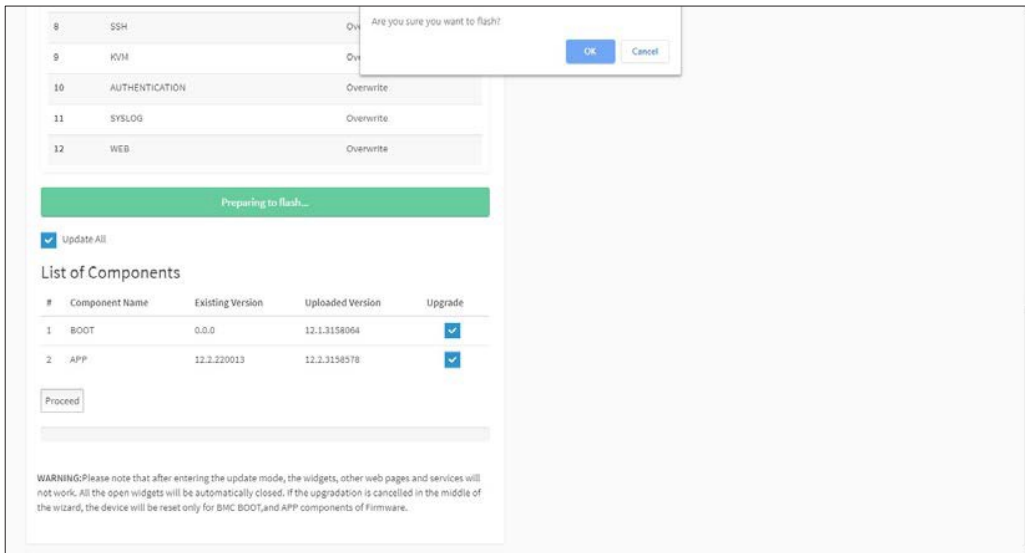 Are you sure you want to flash?
OK Cancel
8 SSH
9 KVM
10 AUTHENTICATION Overwrite
11 SYSLOG Overwrite
12 WEB Overwrite
Preparing to flash...
Update All
List of Components
# Component Name Existing Version Uploaded Version Upgrade
1 BOOT 0.0.0 12.1.3158064
2 APP 12.2.220013 12.2.3158578
Proceed
WARNING:Please note that after entering the update mode, the widgets, other web pages and services will
not work. All the open widgets will be automatically closed. If the upgradation is cancelled in the middle of
the wizard, the device will be reset only for BMC BOOT,and APP components of Firmware.